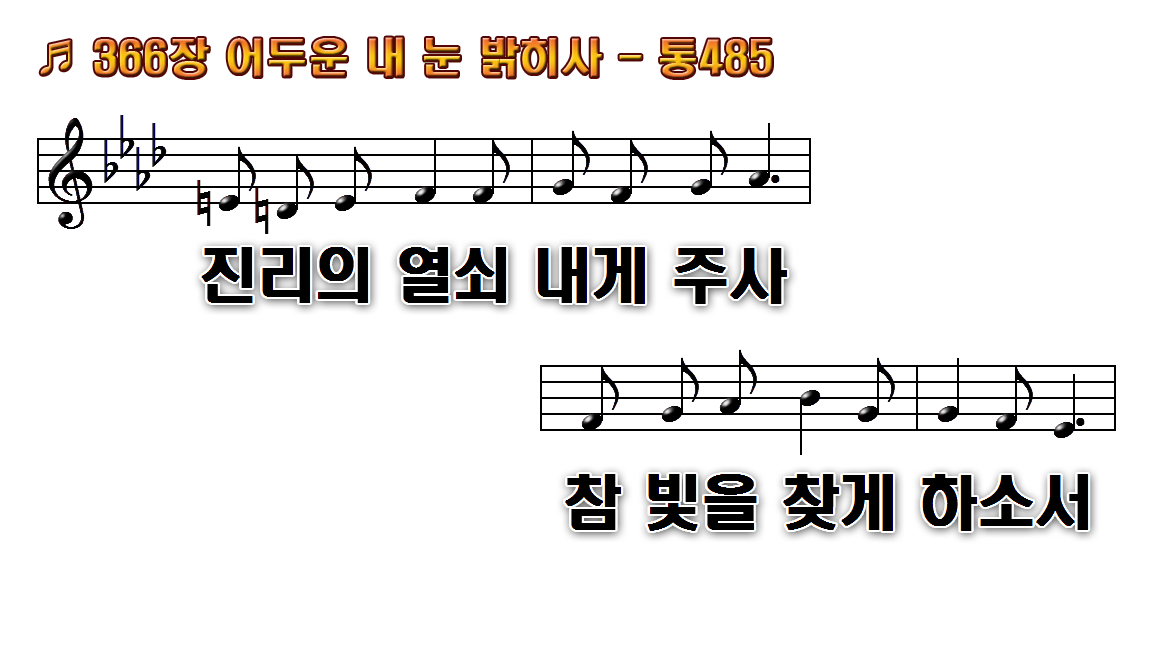 ♬ 366장 어두운 내 눈 밝히사 - 통485
진리의 열쇠 내게 주사
참 빛을 찾게 하소서